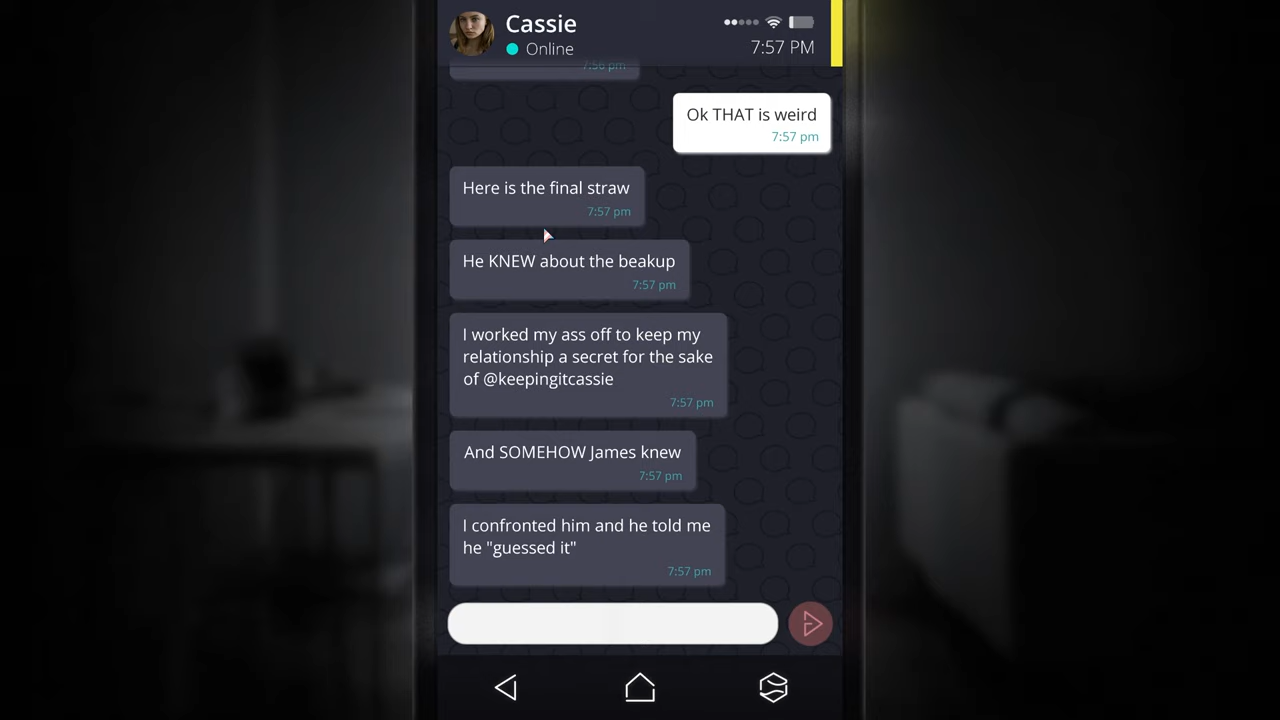 Cassie
Online
7:57 PM
7:56 pm
Ok THAT is weird
7:57 pm
Here is the final straw
7:57 pm
He KNEW about the beakup
7:57 pm
I worked my ass off to keep my
relationship a secret for the sake
of @keepingitcassie
7:57 pm
And SOMEHOW James knew
7:57 pm
I confronted him and he told me
he "guessed it"
7:57 pm